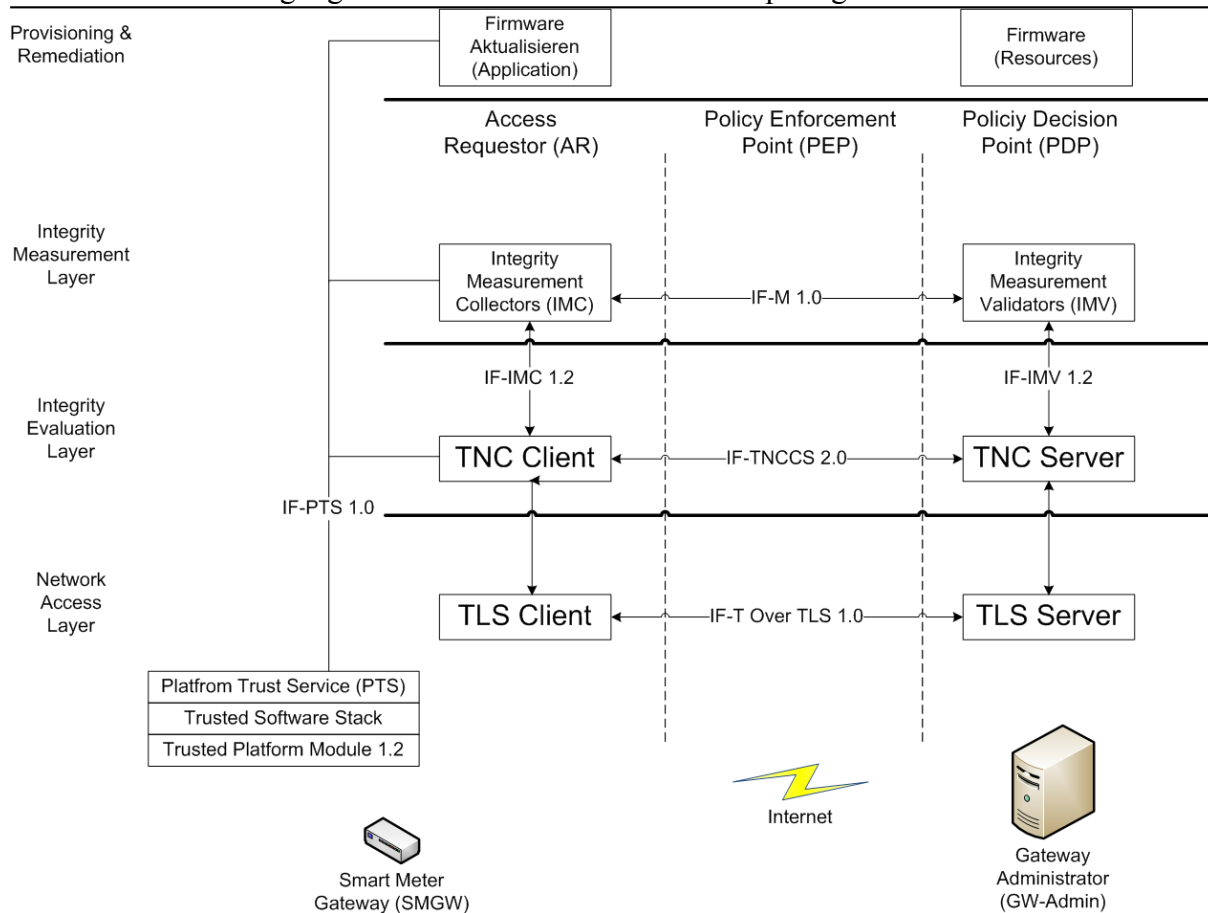 Provisioning &
Remediation
Firmware
Aktualisieren
(Application)
Firmware
(Resources)
Access
Requestor (AR)
Policy Enforcement
Point (PEP)
Policiy Decision
Point (PDP)
Integrity
Measurement
Layer
Integrity
Measurement
Collectors (IMC)
IF-M 1.0
Integrity
Measurement
Validators (IMV)
IF-IMC 1.2
IF-IMV 1.2
Integrity
Evaluation
Layer
TNC Client
IF-TNCCS 2.0
TNC Server
IF-PTS 1.0
Network
Access
Layer
TLS Client
IF-T Over TLS 1.0
TLS Server
Platfrom Trust Service (PTS)
Trusted Software Stack
Trusted Platform Module 1.2
Internet
Smart Meter
Gateway (SMGW)
Gateway
Administrator
(GW-Admin)